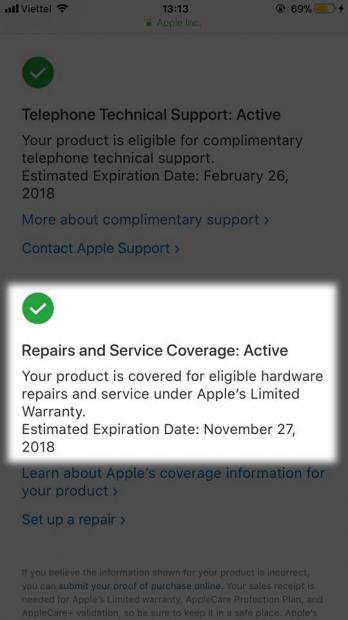 Viettel 13:13 69%
Apple Inc.
Telephone Technical Support: Active
Your product is eligible for complimentary
telephone technical support.
Estimated Expiration Date: February 26,
2018
More about complimentary support >
Contact Apple Support >
Repairs and Service Coverage: Active
Your product is covered for eligible hardware
repairs and service under Apple's Limited
Warranty.
Estimated Expiration Date: November 27,
2018
Learn about Apple's coverage information for
your product >
Set up a repair >
If you believe the information shown for your product is incorrect,
you can submit your proof of purchase online. Your sales receipt is
needed for Apple's Limited warranty, AppleCare Protection Plan, and
AppleCare+ validation, so be sure to keep it in a safe place. Apple's